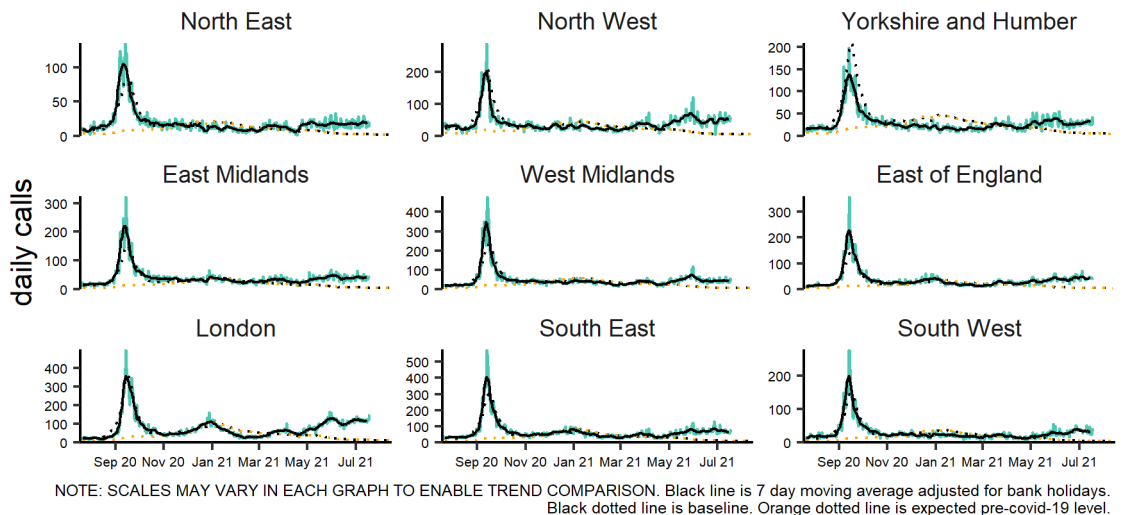 North East
North West
Yorkshire and Humber
100
50
0
200
100
0
200
150
100
50
0
East Midlands
West Midlands
East of England
daily calls
300
200
100
0
400
300
200
100
0
300
200
100
0
London
South East
South West
400
300
200
100
0
500
400
300
200
100
0
200
100
0
Sep 20 Nov 20 Jan 21 Mar 21 May 21 Jul 21
Sep 20 Nov 20 Jan 21 Mar 21 May 21 Jul 21
Sep 20 Nov 20 Jan 21 Mar 21 May 21 Jul 21
NOTE: SCALES MAY VARY IN EACH GRAPH TO ENABLE TREND COMPARISON. Black line is 7 day moving average adjusted for bank holidays.
Black dotted line is baseline. Orange dotted line is expected pre-covid-19 level.